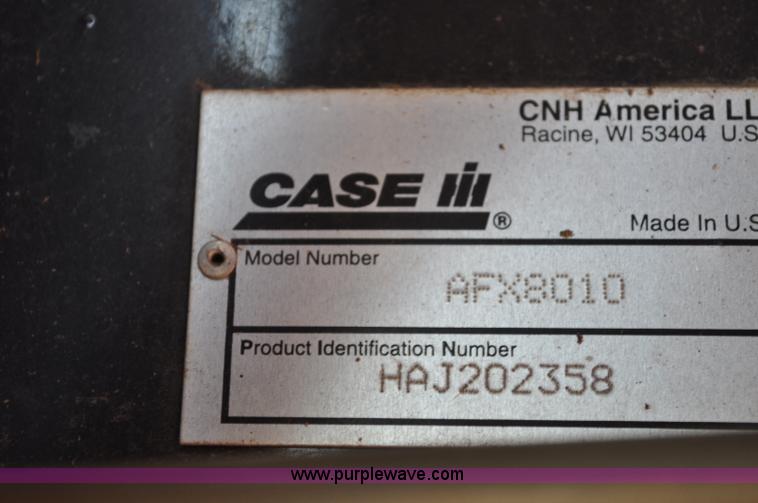 CNH America LL
Racine, WI 53404 U.S
CASE IH
®
Made In U.S
Model Number
AFX8010
Product Identification Number
HAJ202358
www.purplewave.com